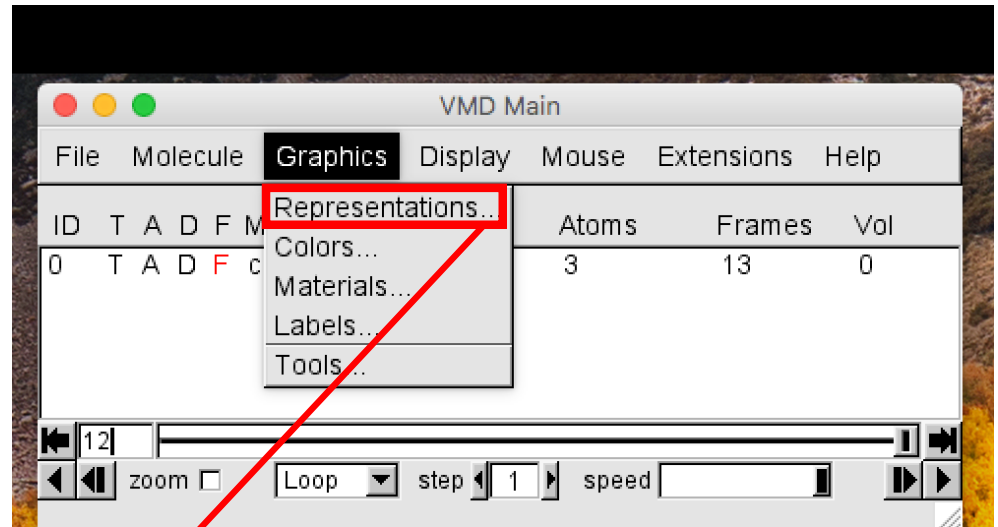 VMD Main
File Molecule Graphics Display Mouse Extensions Help
Representations...
ID T A D F M Atoms Frames Vol
Colors...
0 T A D F c 3 13 0
Materials...
Labels...
Tools...
12
zoom Loop step 1 speed